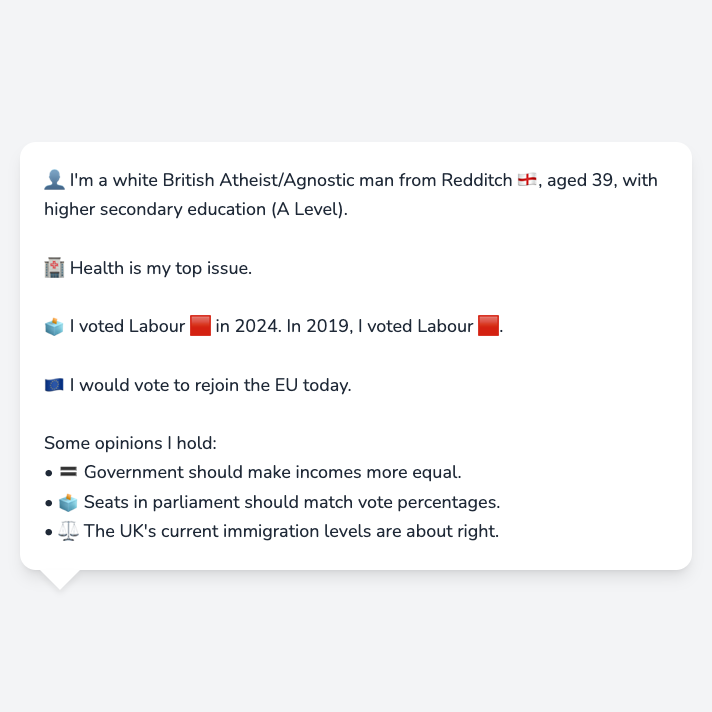 👤 I'm a white British Atheist/Agnostic man from Redditch 🏴󠁧󠁢󠁥󠁮󠁧󠁿, aged 39, with
higher secondary education (A Level).
🏥 Health is my top issue.
🗳️ I voted Labour 🟥 in 2024. In 2019, I voted Labour 🟥.
🇪🇺 I would vote to rejoin the EU today.
Some opinions I hold:
• 🟰 Government should make incomes more equal.
• 🗳️ Seats in parliament should match vote percentages.
• ⚖️ The UK's current immigration levels are about right.